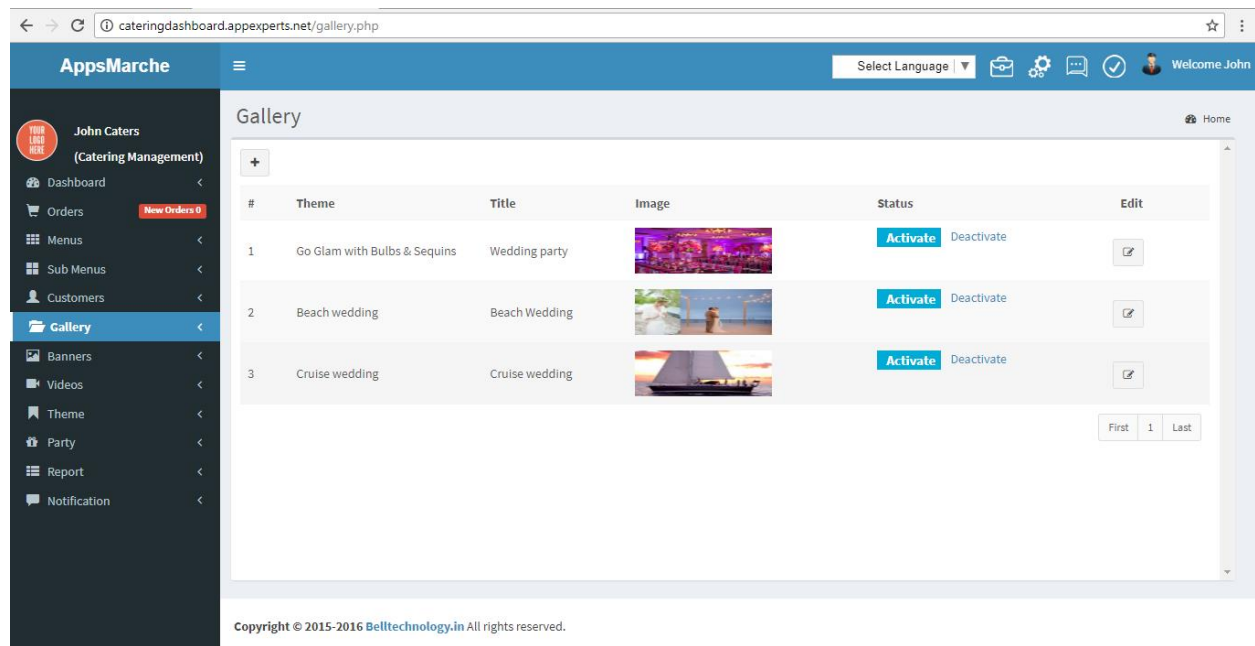 cateringdashboard.appexperts.net/gallery.php
AppsMarche
Select Language
Welcome John
YOUR
LOGO
HERE
John Caters
(Catering Management)
Dashboard
Orders New Orders 0
Menus
Sub Menus
Customers
Gallery
Banners
Videos
Theme
Party
Report
Notification
Gallery
Home
+
# Theme Title Image Status Edit
1 Go Glam with Bulbs & Sequins Wedding party Activate Deactivate
2 Beach wedding Beach Wedding Activate Deactivate
3 Cruise wedding Cruise wedding Activate Deactivate
First 1 Last
Copyright © 2015-2016 Belltechnology.in All rights reserved.